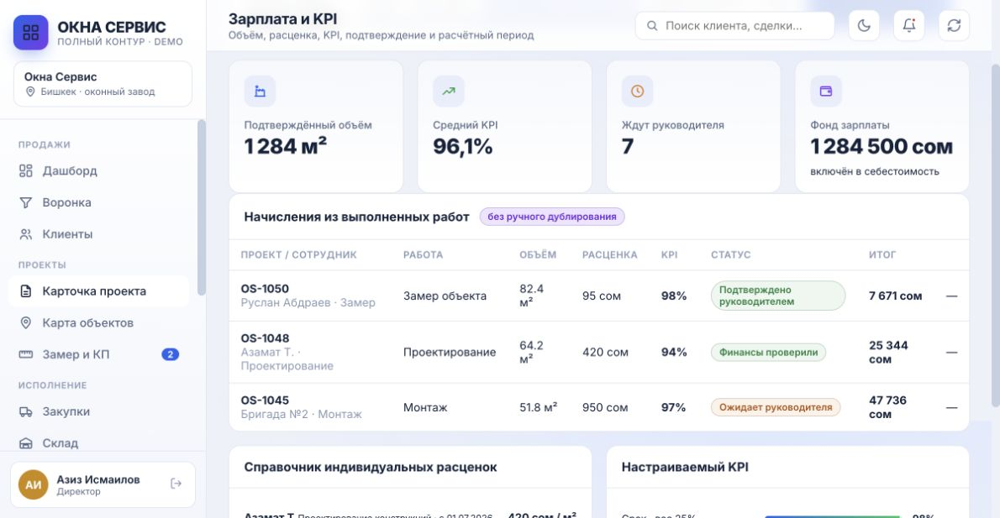 ОКНА СЕРВИС
ПОЛНЫЙ КОНТУР · DEMO
Окна Сервис
Бишкек · оконный завод
ПРОДАЖИ
Дашборд
Воронка
Клиенты
ПРОЕКТЫ
Карточка проекта
Карта объектов
Замер и КП 2
ИСПОЛНЕНИЕ
Закупки
Склад
АИ
Азиз Исмаилов
Директор
Зарплата и KPI
Объём, расценка, KPI, подтверждение и расчётный период
Поиск клиента, сделки...
Подтверждённый объём
1 284 м²
Средний KPI
96,1%
Ждут руководителя
7
Фонд зарплаты
1 284 500 сом
включён в себестоимость
Начисления из выполненных работ без ручного дублирования
ПРОЕКТ / СОТРУДНИК РАБОТА ОБЪЁМ РАСЦЕНКА KPI СТАТУС ИТОГ
OS-1050
Руслан Абдраев · Замер
Замер объекта
82.4
м²
95 сом
98%
Подтверждено
руководителем
7 671 сом
—
OS-1048
Азамат Т. ·
Проектирование
Проектирование
64.2
м²
420 сом
94%
Финансы проверили
25 344
сом
—
OS-1045
Бригада №2 · Монтаж
Монтаж
51.8 м²
950 сом
97%
Ожидает руководителя
47 736
сом
—
Справочник индивидуальных расценок
Азамат Т. Проектирование конструкций · с 01.07.2026 420 сом / м²
Настраиваемый KPI
Срок · вес 25% 98%